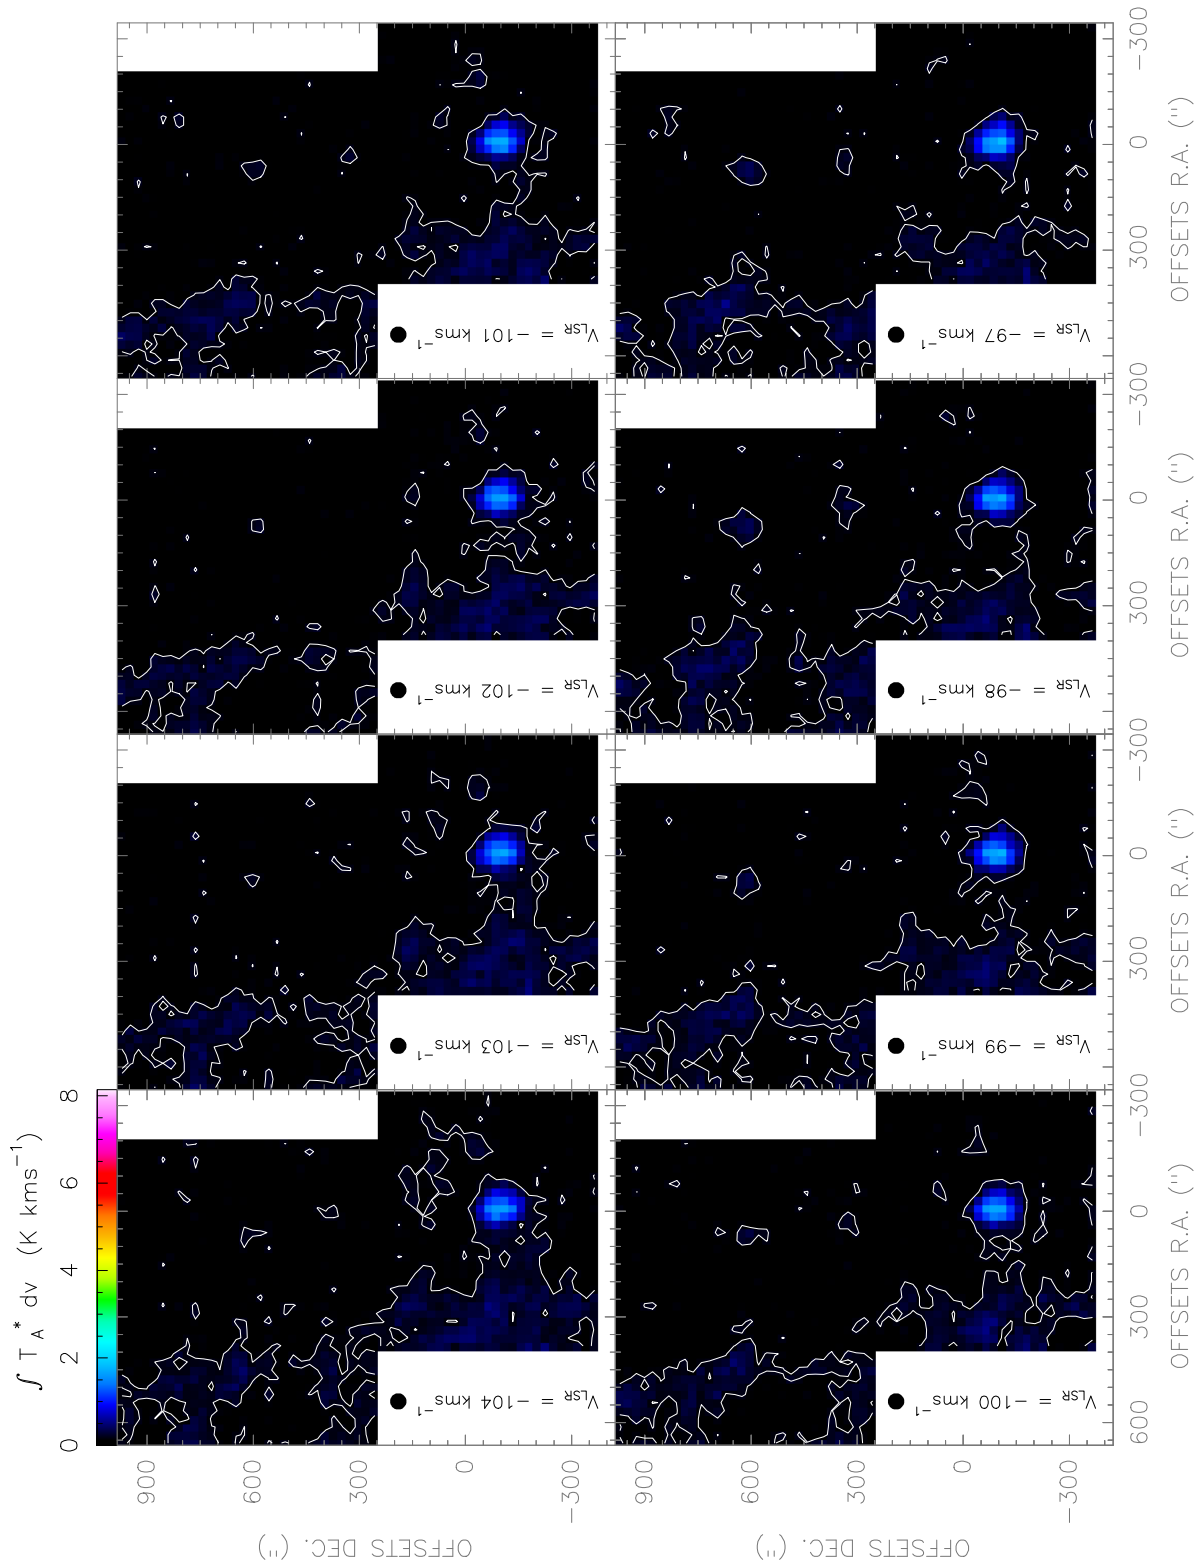 ∫ T_A* dv (K kms⁻¹)
0 2 4 6 8
V_LSR = −104 kms⁻¹
V_LSR = −103 kms⁻¹
V_LSR = −102 kms⁻¹
V_LSR = −101 kms⁻¹
V_LSR = −100 kms⁻¹
V_LSR = −99 kms⁻¹
V_LSR = −98 kms⁻¹
V_LSR = −97 kms⁻¹
900 600 300 0 −300
OFFSETS DEC. (")
900 600 300 0 −300
OFFSETS DEC. (")
600 300 0 −300
300 0 −300
300 0 −300
300 0 −300
OFFSETS R.A. (")
OFFSETS R.A. (")
OFFSETS R.A. (")
OFFSETS R.A. (")